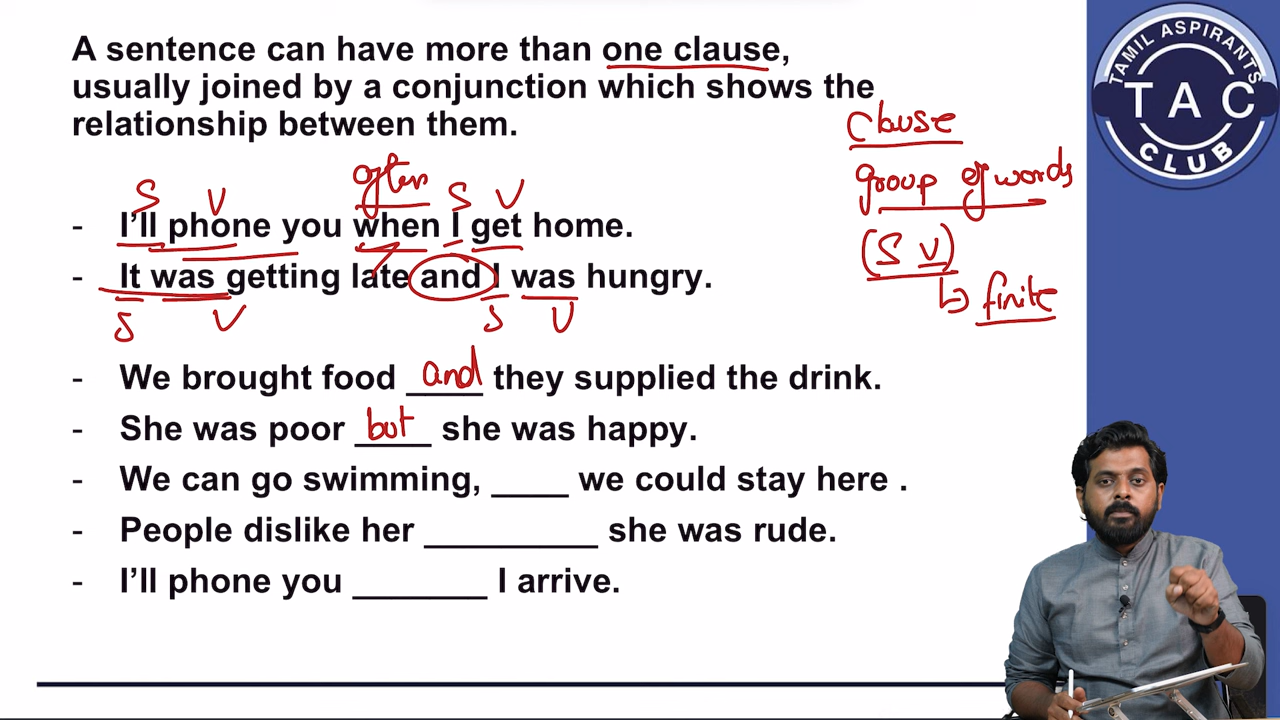 A sentence can have more than one clause,
usually joined by a conjunction which shows the
relationship between them.
clause
group of words
(S V)
↳ finite
often
S V S V
- I'll phone you when I get home.
- It was getting late and I was hungry.
S V S V
- We brought food and they supplied the drink.
- She was poor but she was happy.
- We can go swimming, ____ we could stay here .
- People dislike her _________ she was rude.
- I'll phone you _______ I arrive.
TAMIL ASPIRANTS
TAC
CLUB